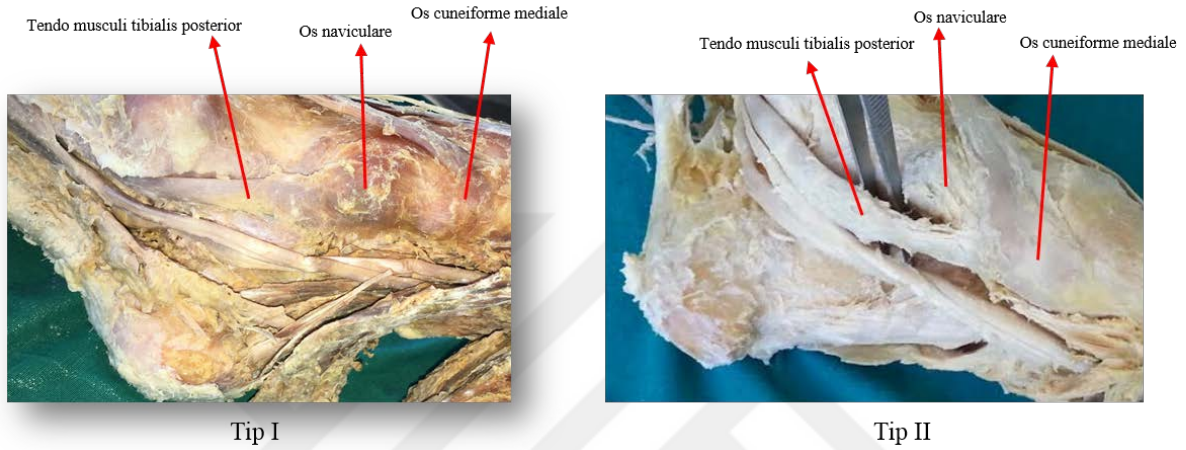 Tendo musculi tibialis posterior
Os naviculare
Os cuneiforme mediale
Tendo musculi tibialis posterior
Os naviculare
Os cuneiforme mediale
Tip I
Tip II